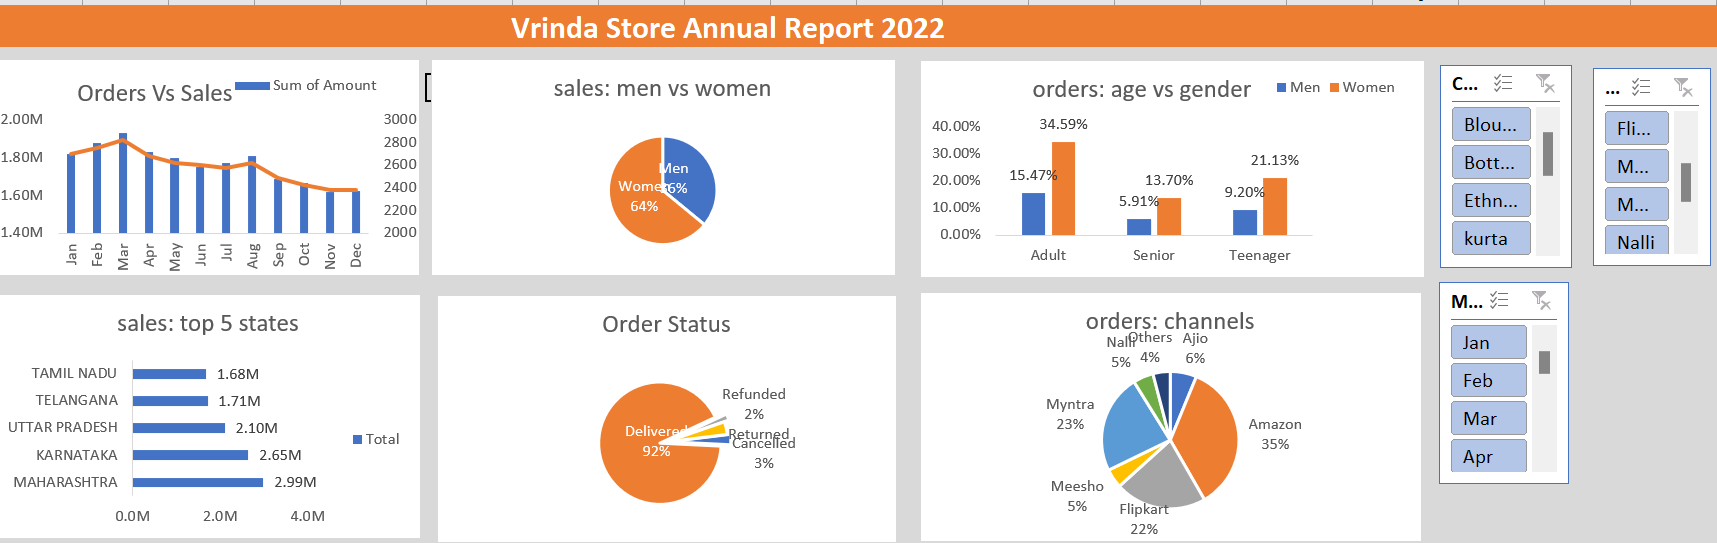 Vrinda Store Annual Report 2022
Orders Vs Sales
Sum of Amount
2.00M
1.80M
1.60M
1.40M
3000
2800
2600
2400
2200
2000
Jan
Feb
Mar
Apr
May
Jun
Jul
Aug
Sep
Oct
Nov
Dec
sales: men vs women
Men
Women
64%
orders: age vs gender
Men
Women
40.00%
30.00%
20.00%
10.00%
0.00%
15.47%
34.59%
5.91%
13.70%
9.20%
21.13%
Adult
Senior
Teenager
C...
Blou...
Bott...
Ethn...
kurta
...
Fli...
M...
M...
Nalli
sales: top 5 states
TAMIL NADU
1.68M
TELANGANA
1.71M
UTTAR PRADESH
2.10M
KARNATAKA
2.65M
MAHARASHTRA
2.99M
0.0M
2.0M
4.0M
Total
Order Status
Delivered
92%
Refunded
2%
Returned
Cancelled
3%
orders: channels
Nalli
5%
Others
4%
Ajio
6%
Myntra
23%
Amazon
35%
Meesho
5%
Flipkart
22%
M...
Jan
Feb
Mar
Apr